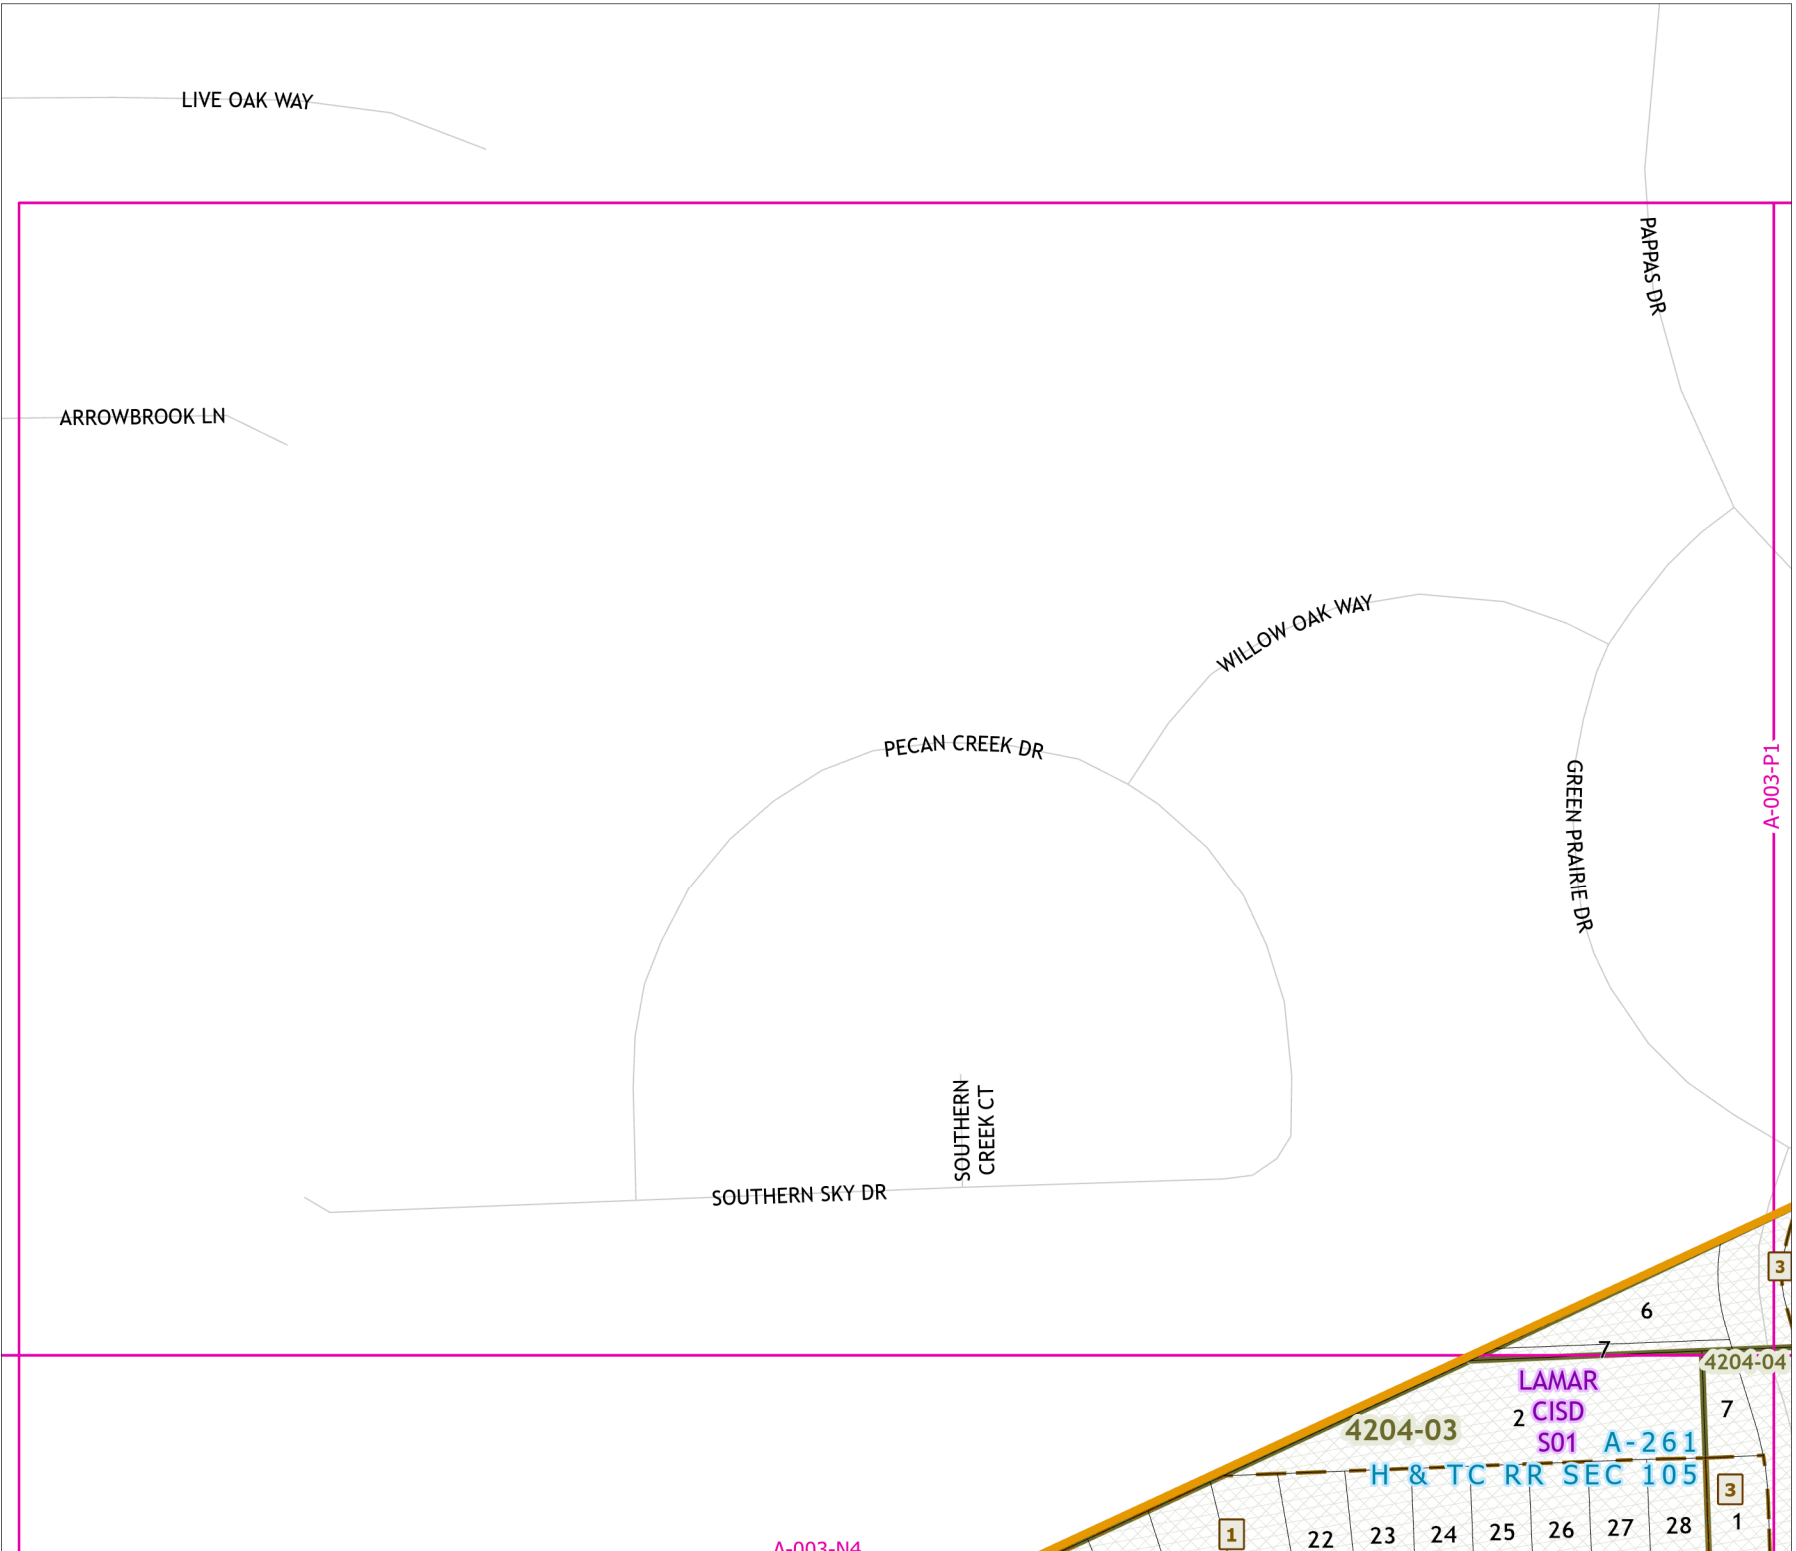 LIVE OAK WAY
PAPPAS DR
ARROWBROOK LN
WILLOW OAK WAY
PECAN CREEK DR
A-003-P1
GREEN PRAIRIE DR
SOUTHERN
CREEK CT
SOUTHERN SKY DR
3
6
7
4204-04
LAMAR
CISD
S01
2
7
4204-03
A-261
H & TC RR SEC 105
3
1
22
23
24
25
26
27
28
1
A-003-N4